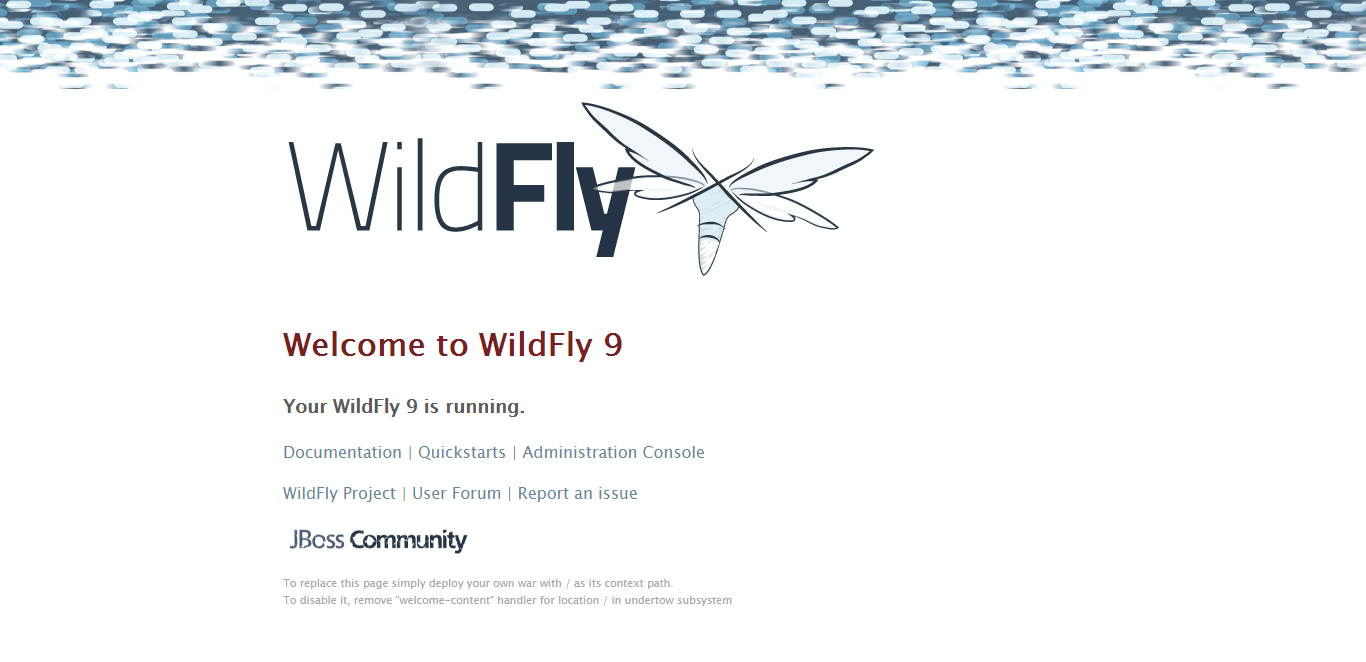 WildFly
Welcome to WildFly 9
Your WildFly 9 is running.
Documentation | Quickstarts | Administration Console
WildFly Project | User Forum | Report an issue
JBoss Community
To replace this page simply deploy your own war with / as its context path.
To disable it, remove "welcome-content" handler for location / in undertow subsystem